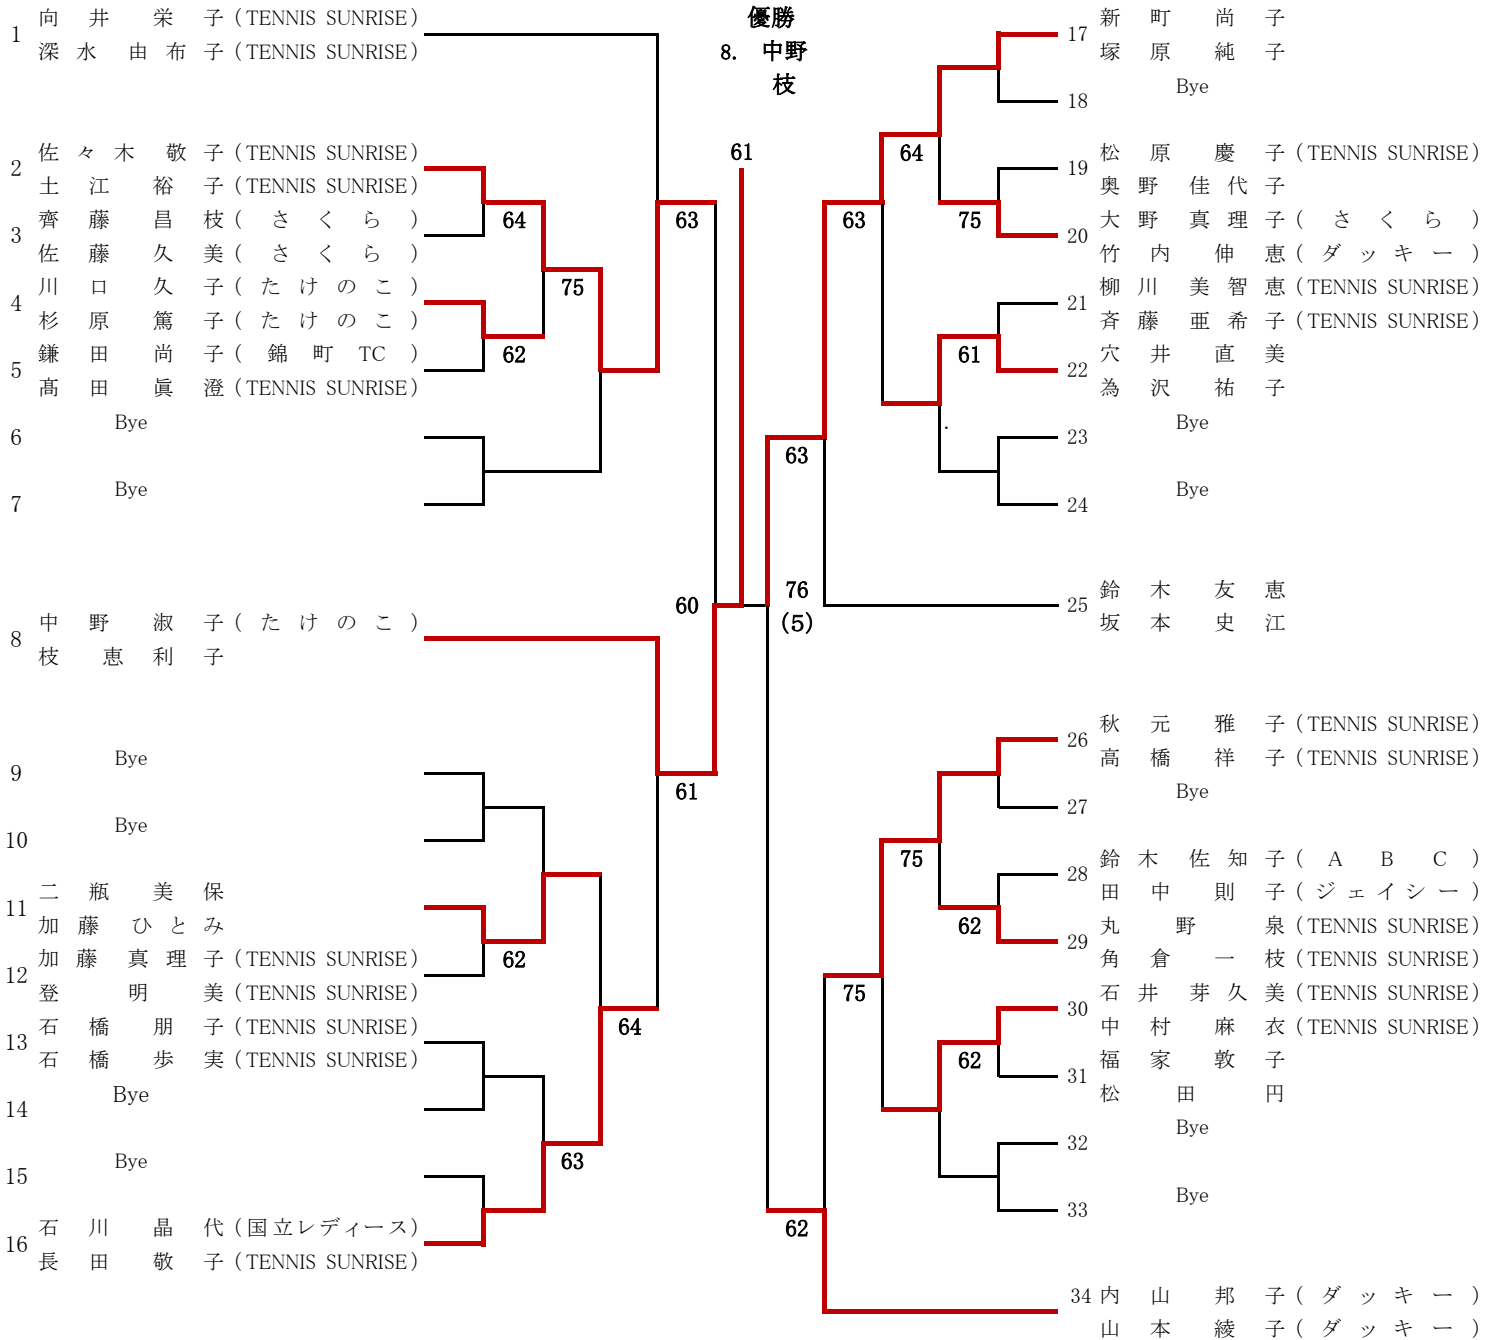 優勝
8. 中野
枝
61
1 向井 栄子 (TENNIS SUNRISE)
深水 由布子 (TENNIS SUNRISE)
2 佐々木 敬子 (TENNIS SUNRISE)
土江 裕子 (TENNIS SUNRISE)
3 齊藤 昌枝 (さくら)
佐藤 久美 (さくら)
4 川口 久子 (たけのこ)
杉原 篤子 (たけのこ)
5 鎌田 尚子 (錦町 TC)
髙田 眞澄 (TENNIS SUNRISE)
6 Bye
7 Bye
8 中野 淑子 (たけのこ)
枝 恵利子
9 Bye
10 Bye
11 二瓶 美保
加藤 ひとみ
12 加藤 真理子 (TENNIS SUNRISE)
登 明美 (TENNIS SUNRISE)
13 石橋 朋子 (TENNIS SUNRISE)
石橋 歩実 (TENNIS SUNRISE)
14 Bye
15 Bye
16 石川 晶代 (国立レディース)
長田 敬子 (TENNIS SUNRISE)
64
62
75
63
62
63
64
61
60
17 新町 尚子
塚原 純子
18 Bye
19 松原 慶子 (TENNIS SUNRISE)
奥野 佳代子
20 大野 真理子 (さくら)
竹内 伸恵 (ダッキー)
21 柳川 美智恵 (TENNIS SUNRISE)
斉藤 亜希子 (TENNIS SUNRISE)
22 穴井 直美
為沢 祐子
23 Bye
24 Bye
25 鈴木 友恵
坂本 史江
26 秋元 雅子 (TENNIS SUNRISE)
高橋 祥子 (TENNIS SUNRISE)
27 Bye
28 鈴木 佐知子 (ABC)
田中 則子 (ジェイシー)
29 丸野 泉 (TENNIS SUNRISE)
角倉 一枝 (TENNIS SUNRISE)
30 石井 芽久美 (TENNIS SUNRISE)
中村 麻衣 (TENNIS SUNRISE)
31 福家 敦子
松田 円
32 Bye
33 Bye
34 内山 邦子 (ダッキー)
山本 綾子 (ダッキー)
75
64
61
63
63
76
(5)
62
75
62
75
62